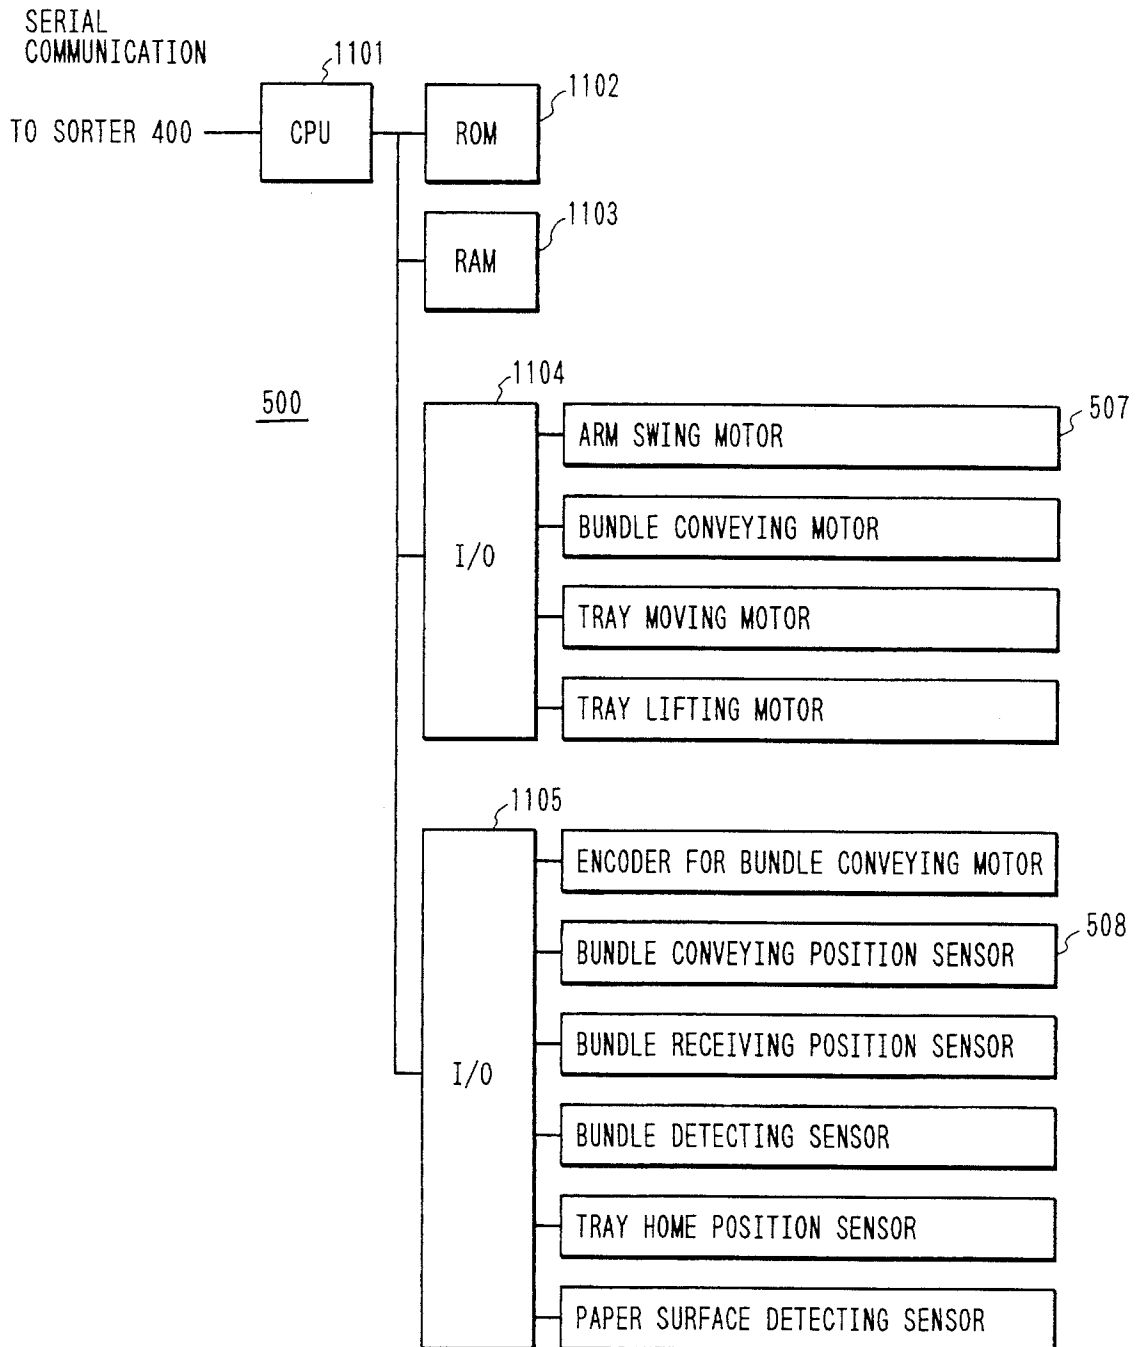 SERIAL
COMMUNICATION
1101
1102
TO SORTER 400
CPU
ROM
1103
RAM
1104
500
507
ARM SWING MOTOR
BUNDLE CONVEYING MOTOR
I/O
TRAY MOVING MOTOR
TRAY LIFTING MOTOR
1105
ENCODER FOR BUNDLE CONVEYING MOTOR
508
BUNDLE CONVEYING POSITION SENSOR
BUNDLE RECEIVING POSITION SENSOR
I/O
BUNDLE DETECTING SENSOR
TRAY HOME POSITION SENSOR
PAPER SURFACE DETECTING SENSOR